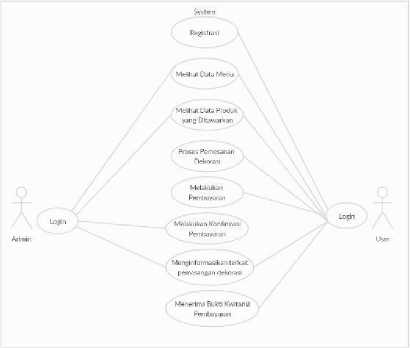 System
Registrasi
Melihat Data Menu
Melihat Data Produk
yang Ditawarkan
Proses Pemesanan
Dekorasi
Melakukan
Pembayaran
Login
Login
Admin
User
Melakukan Konfirmasi
Pembayaran
Menginformasikan terkait
pemasangan dekorasi
Menerima Bukti Kwitansi
Pembayaran